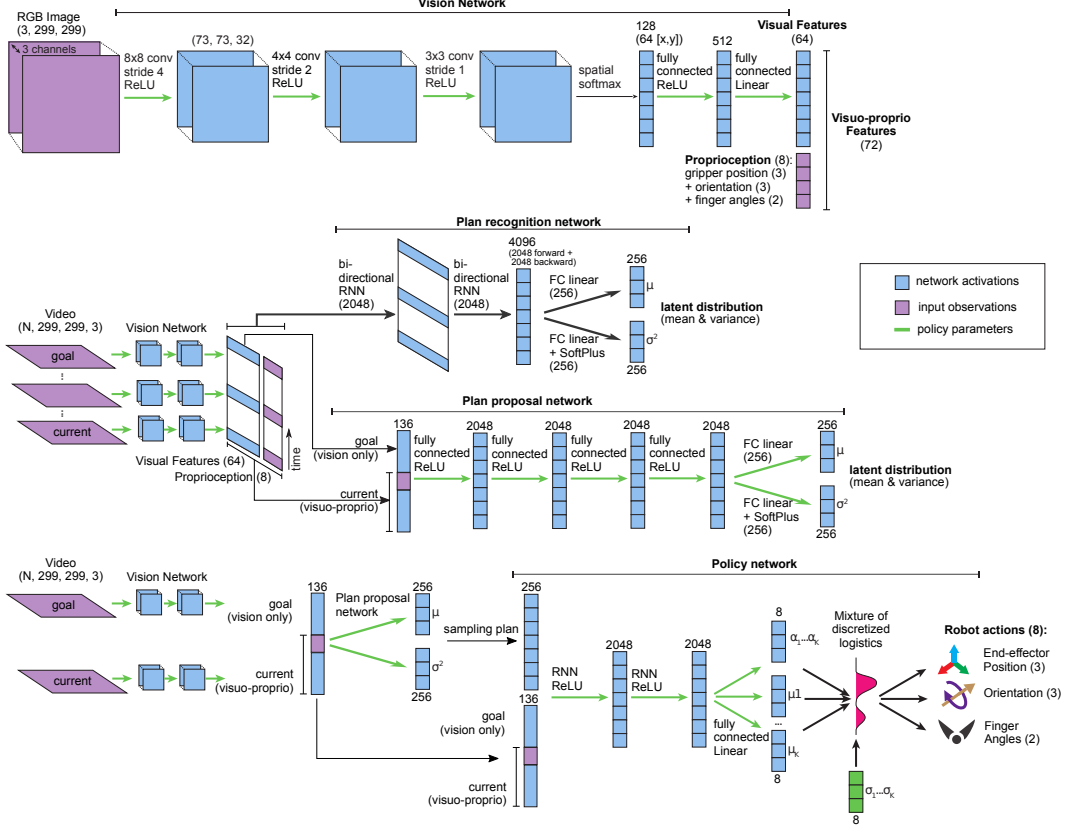 Vision Network
RGB Image
(3, 299, 299)
3 channels
8x8 conv
stride 4
ReLU
(73, 73, 32)
4x4 conv
stride 2
ReLU
3x3 conv
stride 1
ReLU
spatial
softmax
128
(64 [x,y])
fully
connected
ReLU
512
fully
connected
Linear
Visual Features
(64)
Visuo-proprio
Features
(72)
Proprioception (8):
gripper position (3)
+ orientation (3)
+ finger angles (2)
Plan recognition network
bi-
directional
RNN
(2048)
bi-
directional
RNN
(2048)
4096
(2048 forward +
2048 backward)
FC linear
(256)
FC linear
+ SoftPlus
(256)
256
μ
σ²
256
latent distribution
(mean & variance)
network activations
input observations
policy parameters
Video
(N, 299, 299, 3)
Vision Network
goal
...
...
current
Visual Features (64)
Proprioception (8)
time
Plan proposal network
goal
(vision only)
current
(visuo-proprio)
136
fully
connected
ReLU
2048
fully
connected
ReLU
2048
fully
connected
ReLU
2048
fully
connected
ReLU
2048
FC linear
(256)
FC linear
+ SoftPlus
(256)
256
μ
σ²
256
latent distribution
(mean & variance)
Video
(N, 299, 299, 3)
Vision Network
goal
current
goal
(vision only)
current
(visuo-proprio)
136
Plan proposal
network
256
μ
σ²
256
sampling plan
Policy network
256
136
goal
(vision only)
current
(visuo-proprio)
RNN
ReLU
2048
RNN
ReLU
2048
fully
connected
Linear
8
α₁...αₖ
μ1
...
μₖ
8
Mixture of
discretized
logistics
σ₁...σₖ
8
Robot actions (8):
End-effector
Position (3)
Orientation (3)
Finger
Angles (2)